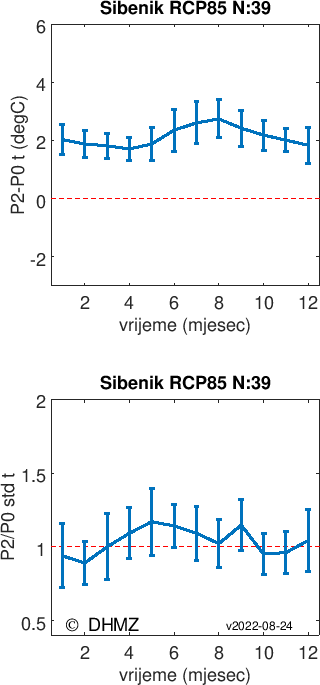 Sibenik RCP85 N:39
6
4
2
0
-2
P2-P0 t (degC)
2 4 6 8 10 12
vrijeme (mjesec)
Sibenik RCP85 N:39
2
1.5
1
0.5
P2/P0 std t
© DHMZ v2022-08-24
2 4 6 8 10 12
vrijeme (mjesec)